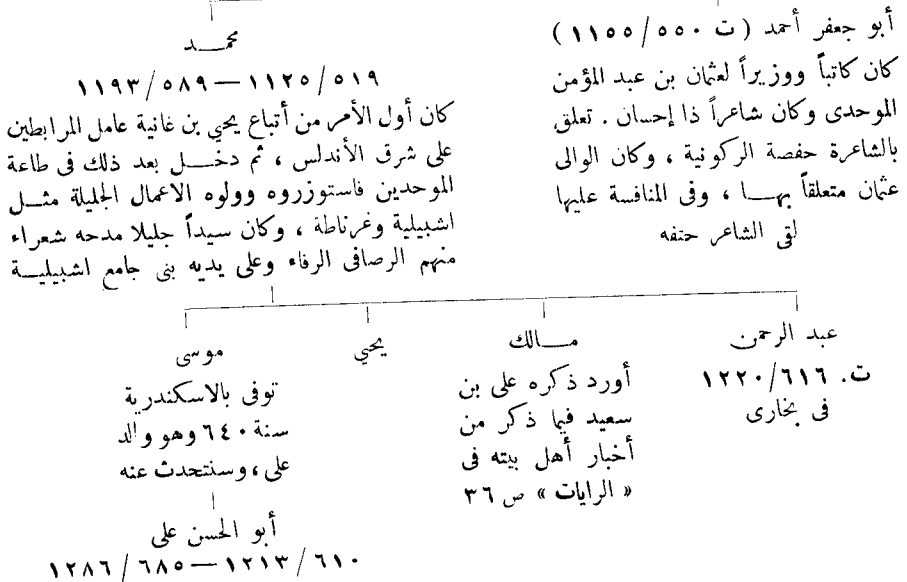 أبو جعفر أحمد ( ت ٥٥٠ / ١١٥٥ )
كان كاتباً ووزيراً لعثمان بن عبد المؤمن
الموحدى وكان شاعراً ذا إحسان . تعلق
بالشاعرة حفصة الركونية ، وكان الوالى
عثمان متعلقاً بهـــا ، وفى المنافسة عليها
لقى الشاعر حتفه
محمـــد
٥١٩ / ١١٢٥ — ٥٨٩ / ١١٩٣
كان أول الأمر من أتباع يحيى بن غانية عامل المرابطين
على شرق الأندلس ، ثم دخـــل بعد ذلك فى طاعة
الموحدين فاستوزروه وولوه الاعمال الجليلة مثـــل
اشبيلية وغرناطة ، وكان سيداً جليلا مدحه شعراء
منهم الرصافى الرفاء وعلى يديه بنى جامع اشبيليـــة
عبد الرحمن
ت. ٦١٦ / ١٢٢٠
فى بخارى
مـــالك
أورد ذكره على بن
سعيد فيما ذكر من
أخبار أهل بيته فى
« الرايات » ص ٣٦
يحيى
موسى
توفى بالاسكندرية
سنة ٦٤٠ وهو والد
على ، وسنتحدث عنه
أبو الحسن على
٦١٠ / ١٢١٣ — ٦٨٥ / ١٢٨٦